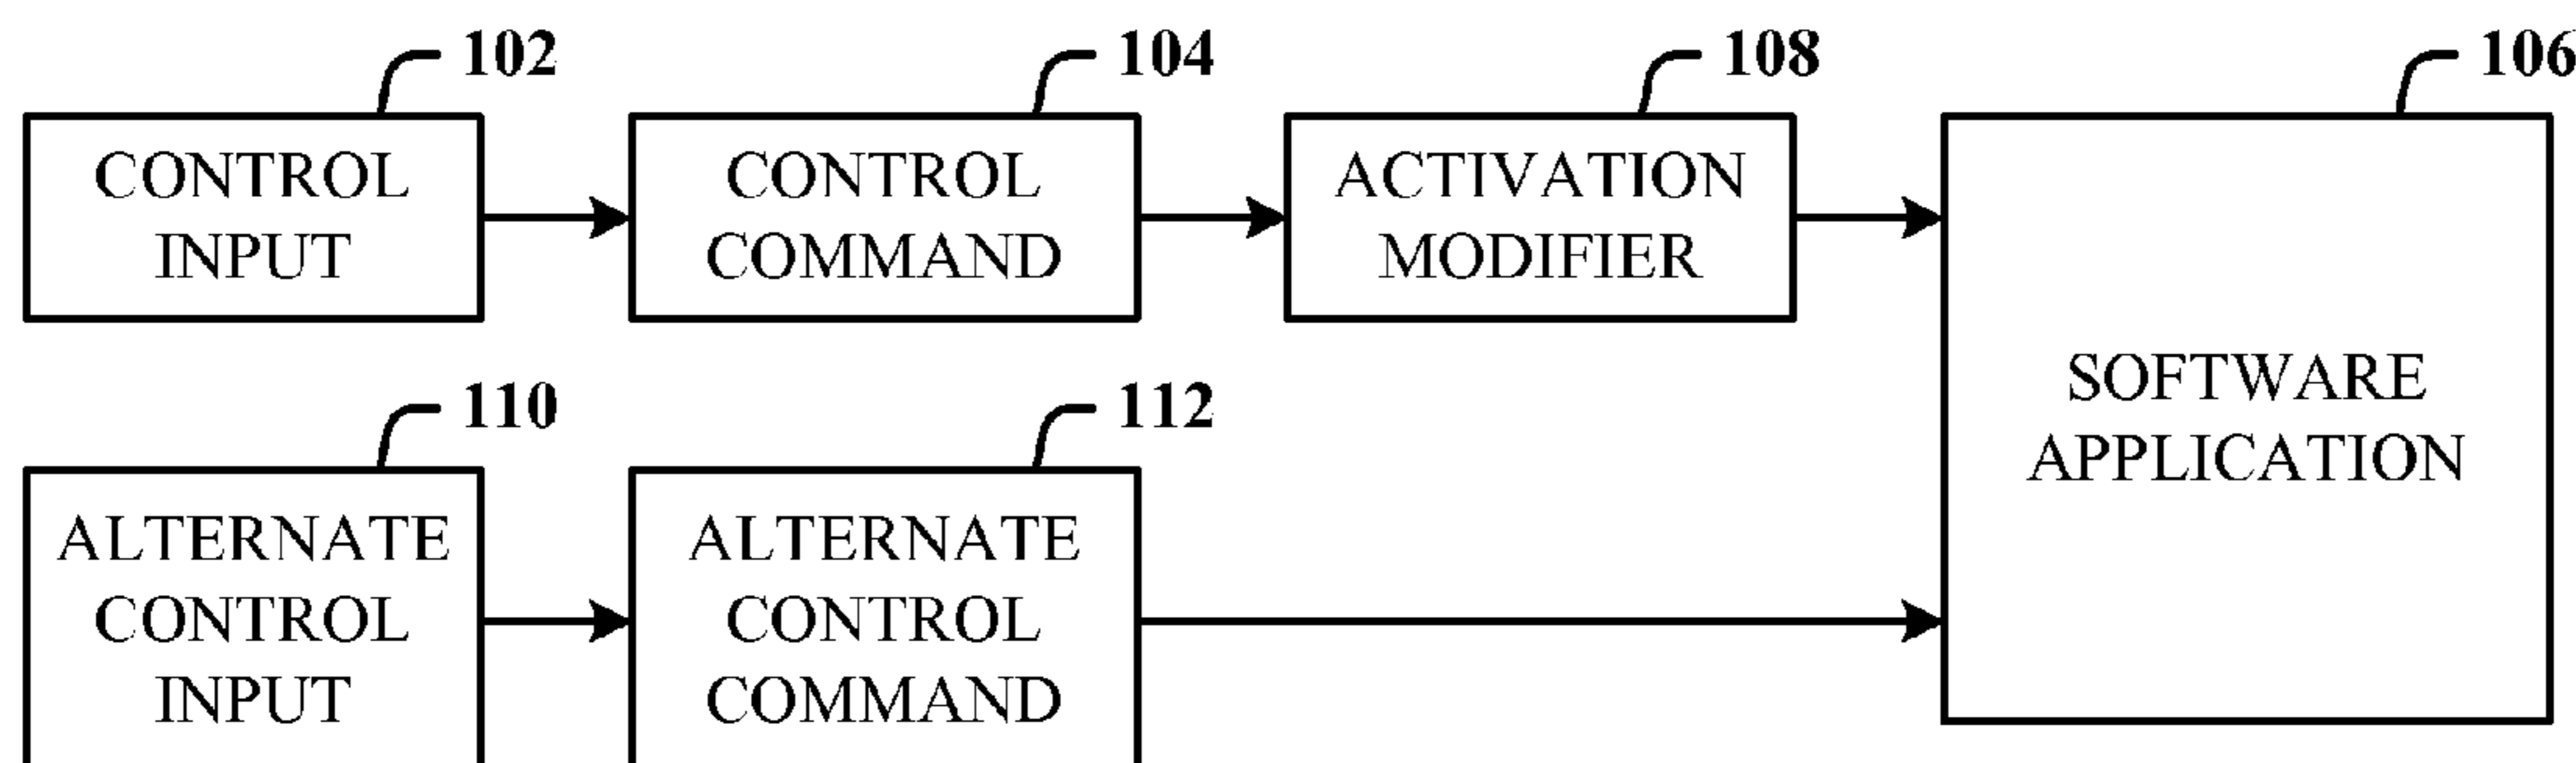 102
CONTROL
INPUT
104
CONTROL
COMMAND
108
ACTIVATION
MODIFIER
106
SOFTWARE
APPLICATION
110
ALTERNATE
CONTROL
INPUT
112
ALTERNATE
CONTROL
COMMAND